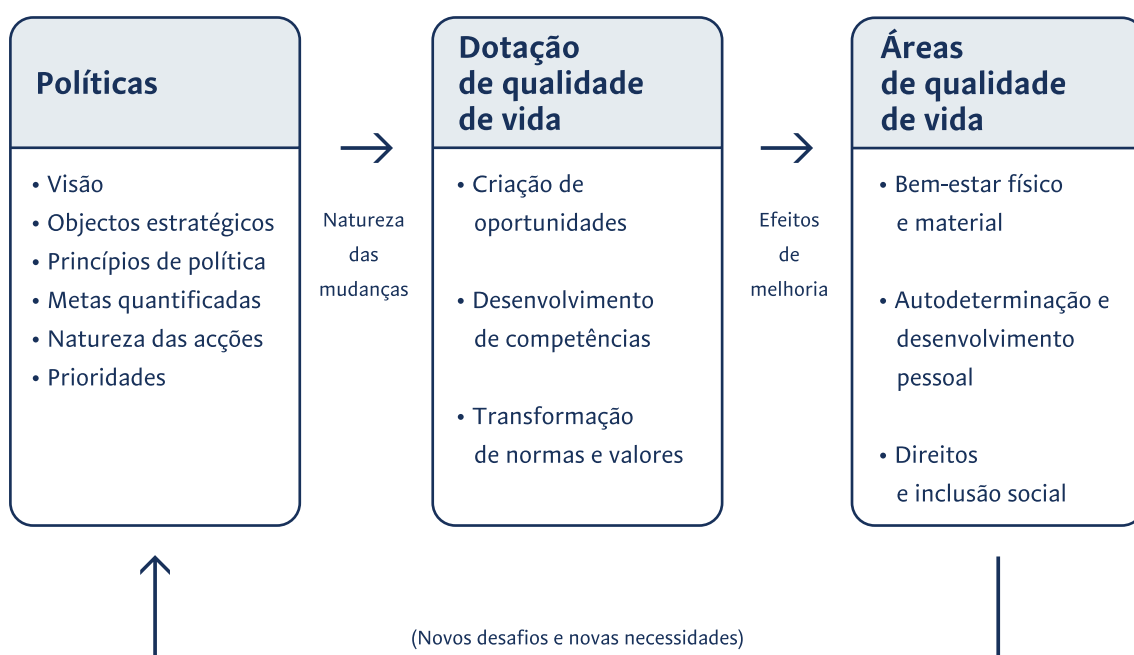 Políticas
• Visão
• Objectos estratégicos
• Princípios de política
• Metas quantificadas
• Natureza das acções
• Prioridades
Natureza
das
mudanças
Dotação
de qualidade
de vida
• Criação de
oportunidades
• Desenvolvimento
de competências
• Transformação
de normas e valores
Efeitos
de
melhoria
Áreas
de qualidade
de vida
• Bem-estar físico
e material
• Autodeterminação e
desenvolvimento
pessoal
• Direitos
e inclusão social
(Novos desafios e novas necessidades)